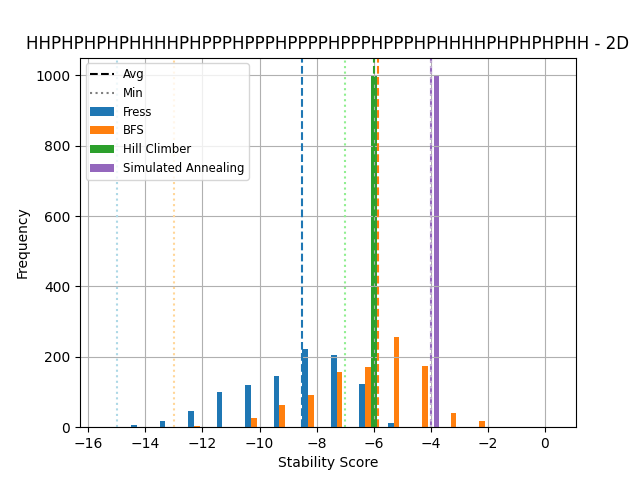 HHPHPHPHPHHHHPHPPPHPPPHPPPPHPPPHPPPHPHHHHPHPHPHPHH - 2D
Avg
Min
Fress
BFS
Hill Climber
Simulated Annealing
1000
800
600
400
200
0
Frequency
−16 −14 −12 −10 −8 −6 −4 −2 0
Stability Score